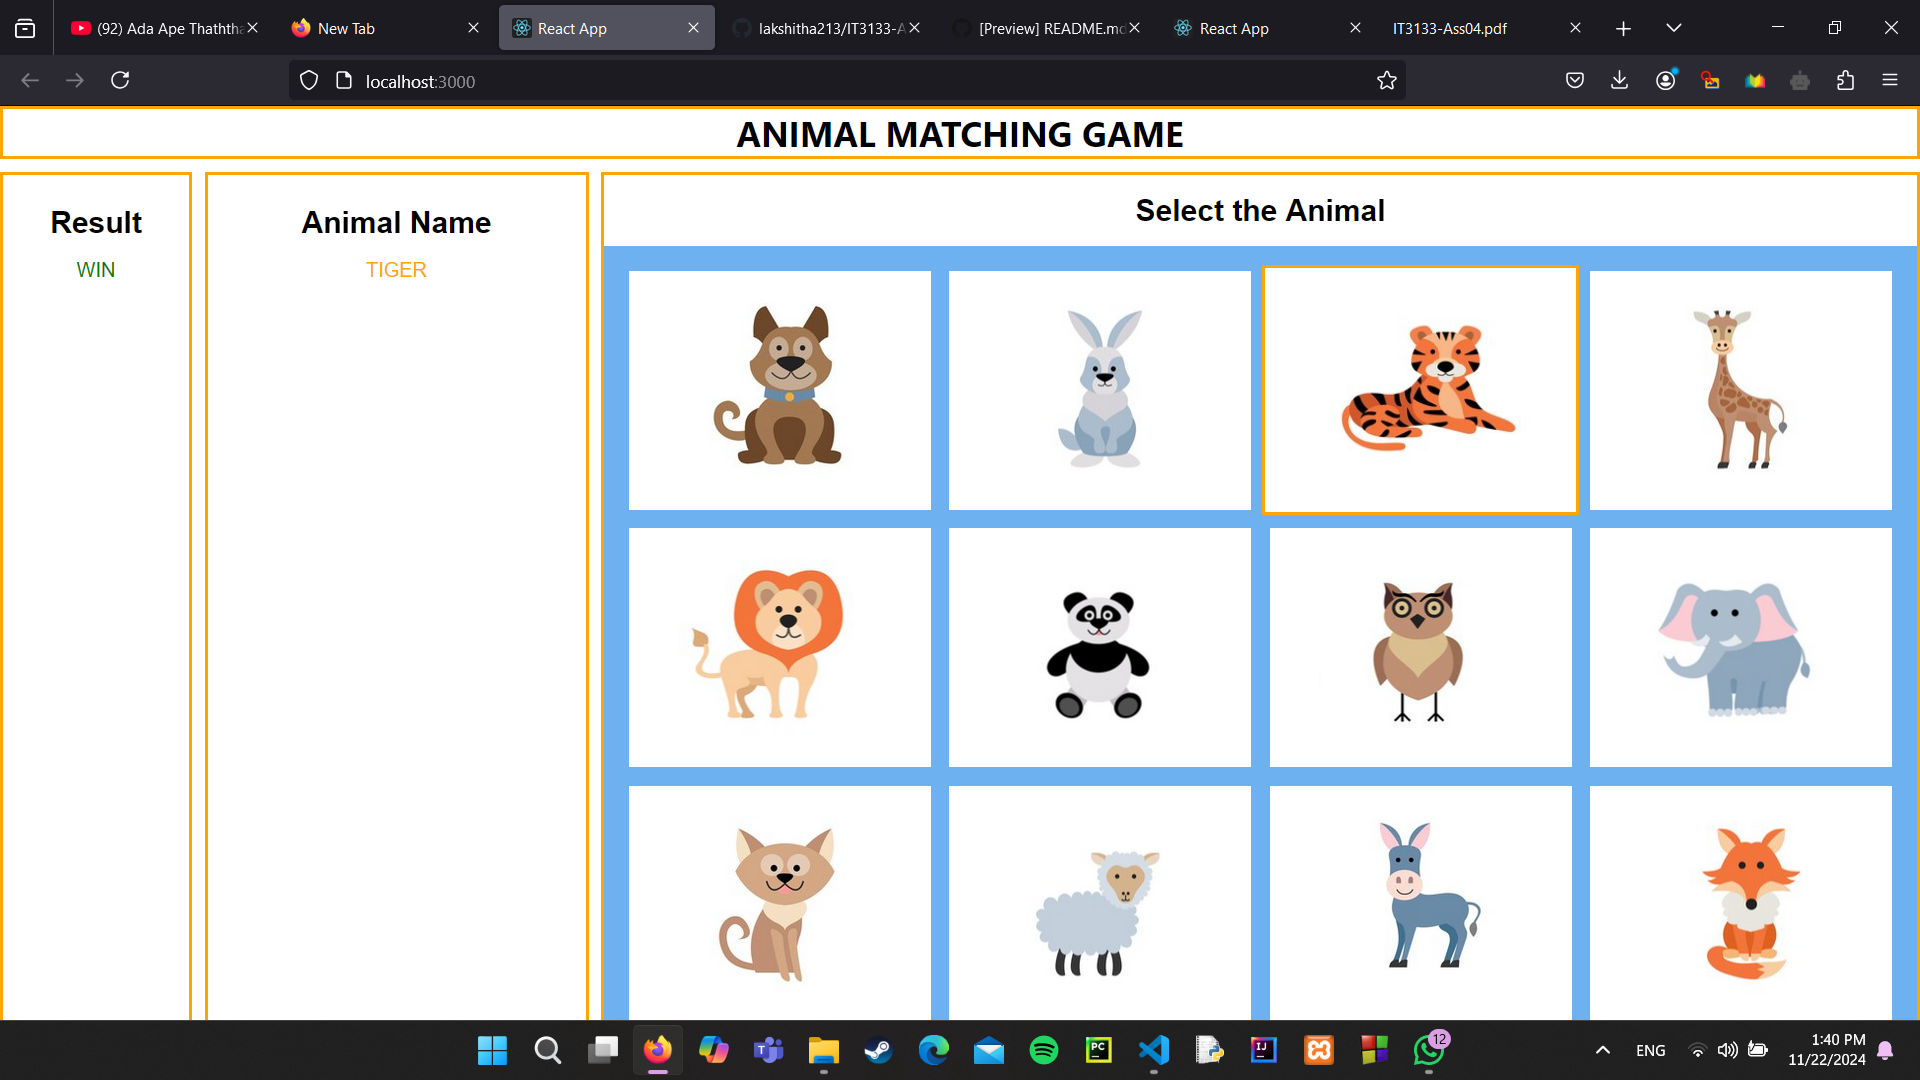 (92) Ada Ape Thaththa
New Tab
React App
lakshitha213/IT3133-A
[Preview] README.md
React App
IT3133-Ass04.pdf
localhost:3000
ANIMAL MATCHING GAME
Result
WIN
Animal Name
TIGER
Select the Animal
12
ENG
1:40 PM
11/22/2024